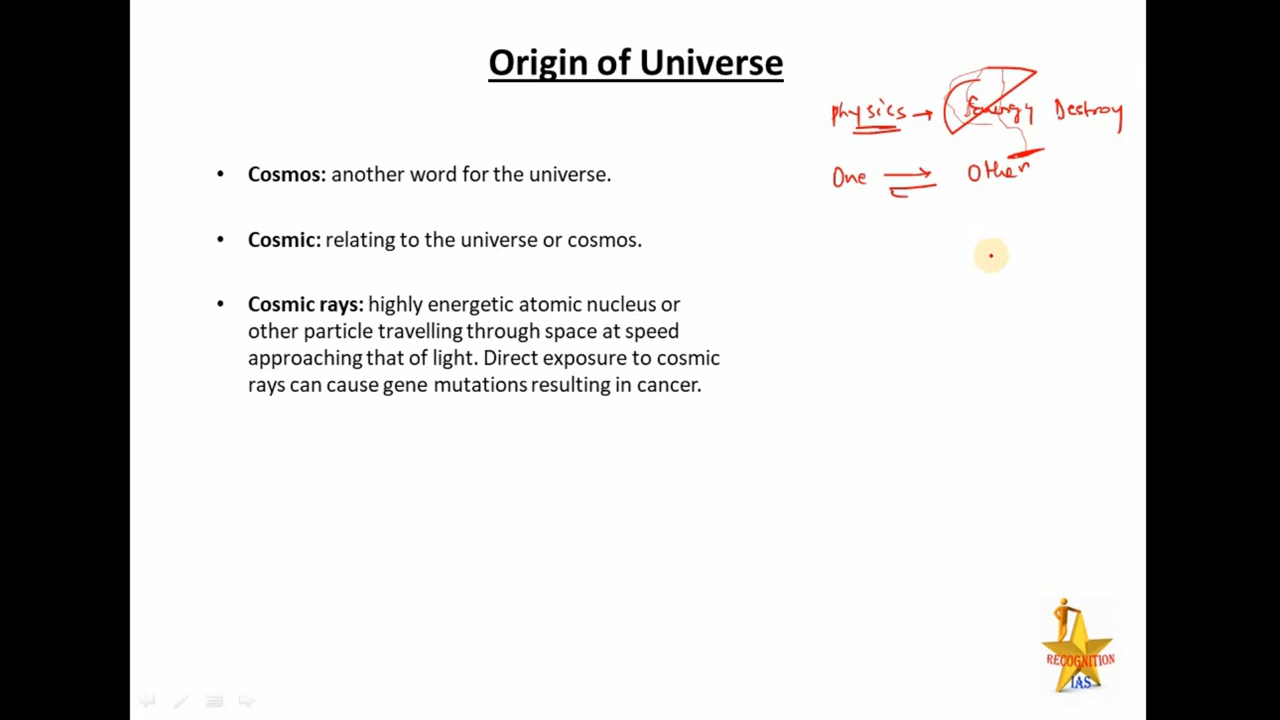 Origin of Universe
Physics → Energy Destroy
One ⇌ Other
• Cosmos: another word for the universe.
• Cosmic: relating to the universe or cosmos.
• Cosmic rays: highly energetic atomic nucleus or
other particle travelling through space at speed
approaching that of light. Direct exposure to cosmic
rays can cause gene mutations resulting in cancer.
RECOGNITION
IAS